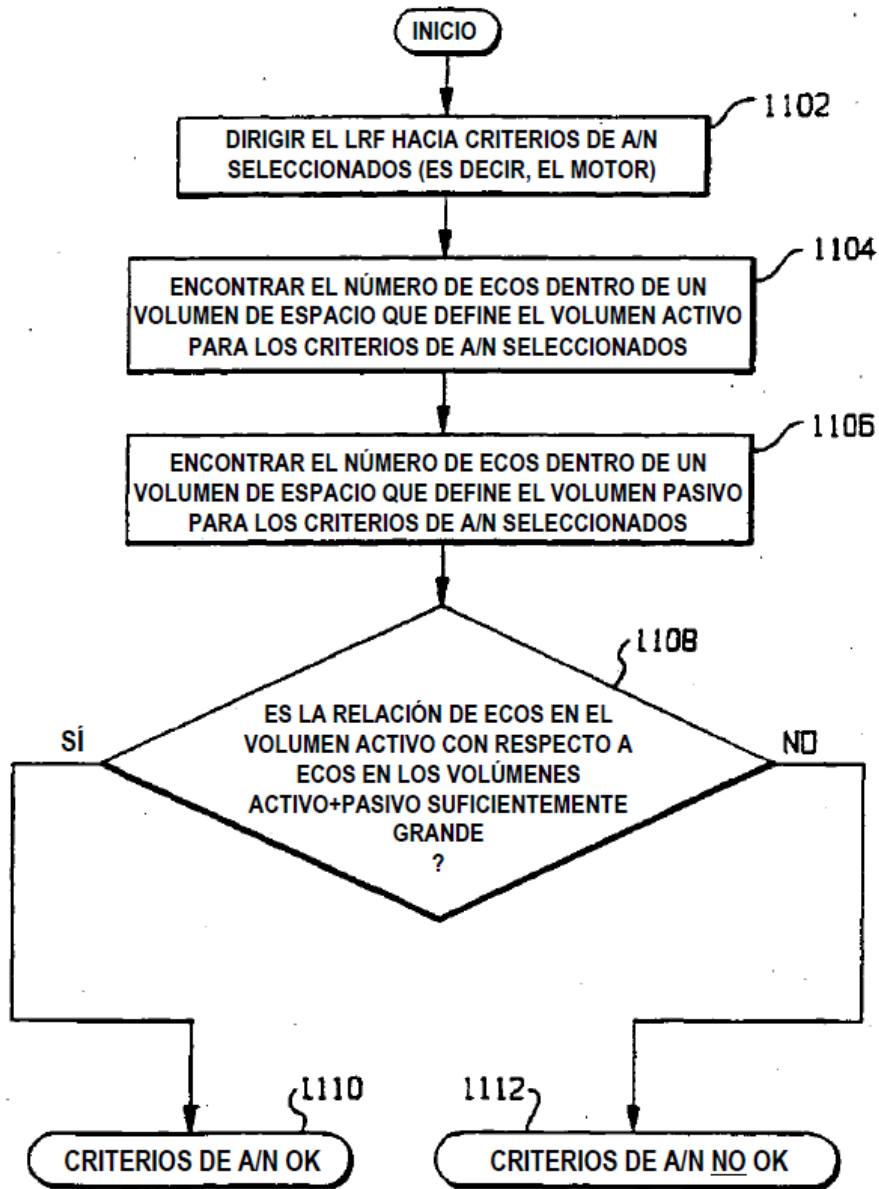 INICIO
1102
DIRIGIR EL LRF HACIA CRITERIOS DE A/N
SELECCIONADOS (ES DECIR, EL MOTOR)
1104
ENCONTRAR EL NÚMERO DE ECOS DENTRO DE UN
VOLUMEN DE ESPACIO QUE DEFINE EL VOLUMEN ACTIVO
PARA LOS CRITERIOS DE A/N SELECCIONADOS
1106
ENCONTRAR EL NÚMERO DE ECOS DENTRO DE UN
VOLUMEN DE ESPACIO QUE DEFINE EL VOLUMEN PASIVO
PARA LOS CRITERIOS DE A/N SELECCIONADOS
1108
ES LA RELACIÓN DE ECOS EN EL
VOLUMEN ACTIVO CON RESPECTO A
ECOS EN LOS VOLÚMENES
ACTIVO+PASIVO SUFICIENTEMENTE
GRANDE
?
SÍ
NO
1110
CRITERIOS DE A/N OK
1112
CRITERIOS DE A/N NO OK